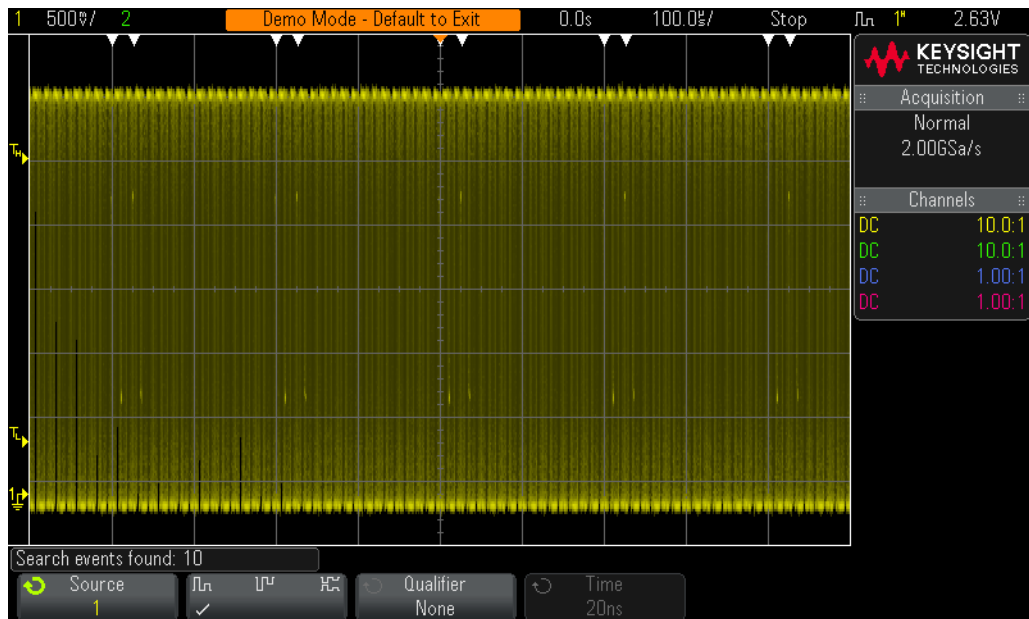 1 500㎷/ 2 Demo Mode - Default to Exit 0.0s 100.0㎲/ Stop 1 2.63V
KEYSIGHT
TECHNOLOGIES
Acquisition
Normal
2.00GSa/s
Channels
DC 10.0:1
DC 10.0:1
DC 1.00:1
DC 1.00:1
TH
TL
1
Search events found: 10
Source
1
Qualifier
None
Time
20ns